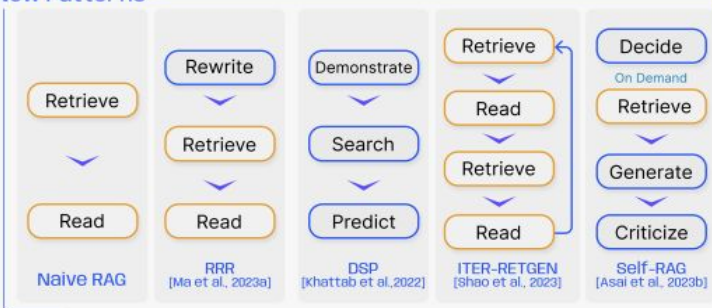 Retrieve
Read
Naive RAG
Rewrite
Retrieve
Read
RRR
[Ma et al., 2023a]
Demonstrate
Search
Predict
DSP
[Khattab et al.,2022]
Retrieve
Read
Retrieve
Read
ITER-RETGEN
[Shao et al., 2023]
Decide
On Demand
Retrieve
Generate
Criticize
Self-RAG
[Asai et al., 2023b]